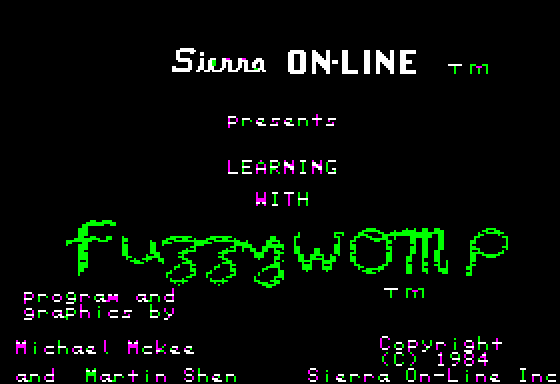 Sierra ON-LINE TM
presents
LEARNING
WITH
FuzzywoMP
TM
program and
graphics by
Michael McKee
and Martin Shen
Copyright
(C) 1984
Sierra On-Line Inc